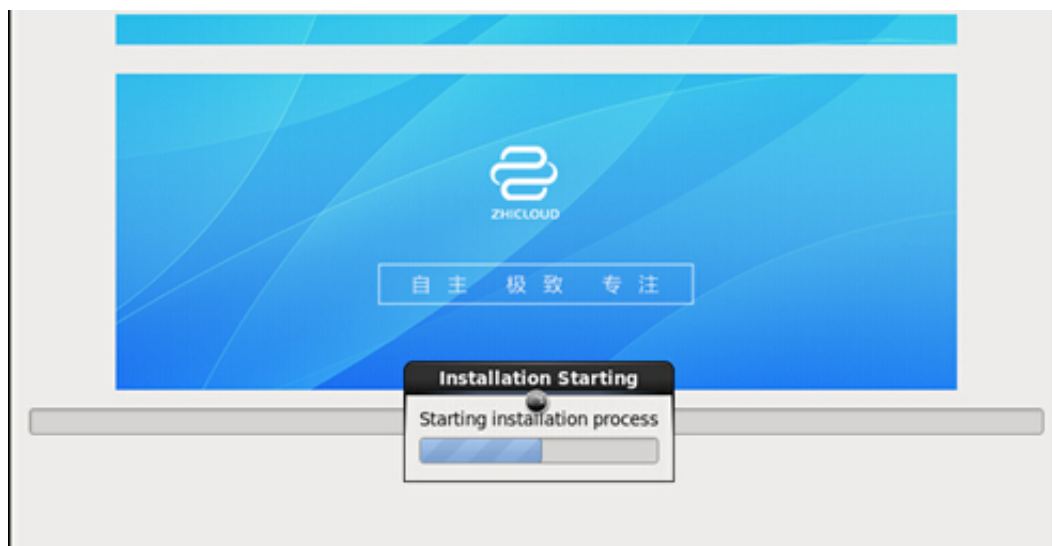 ZHICLOUD
自主 极致 专注
Installation Starting
Starting installation process